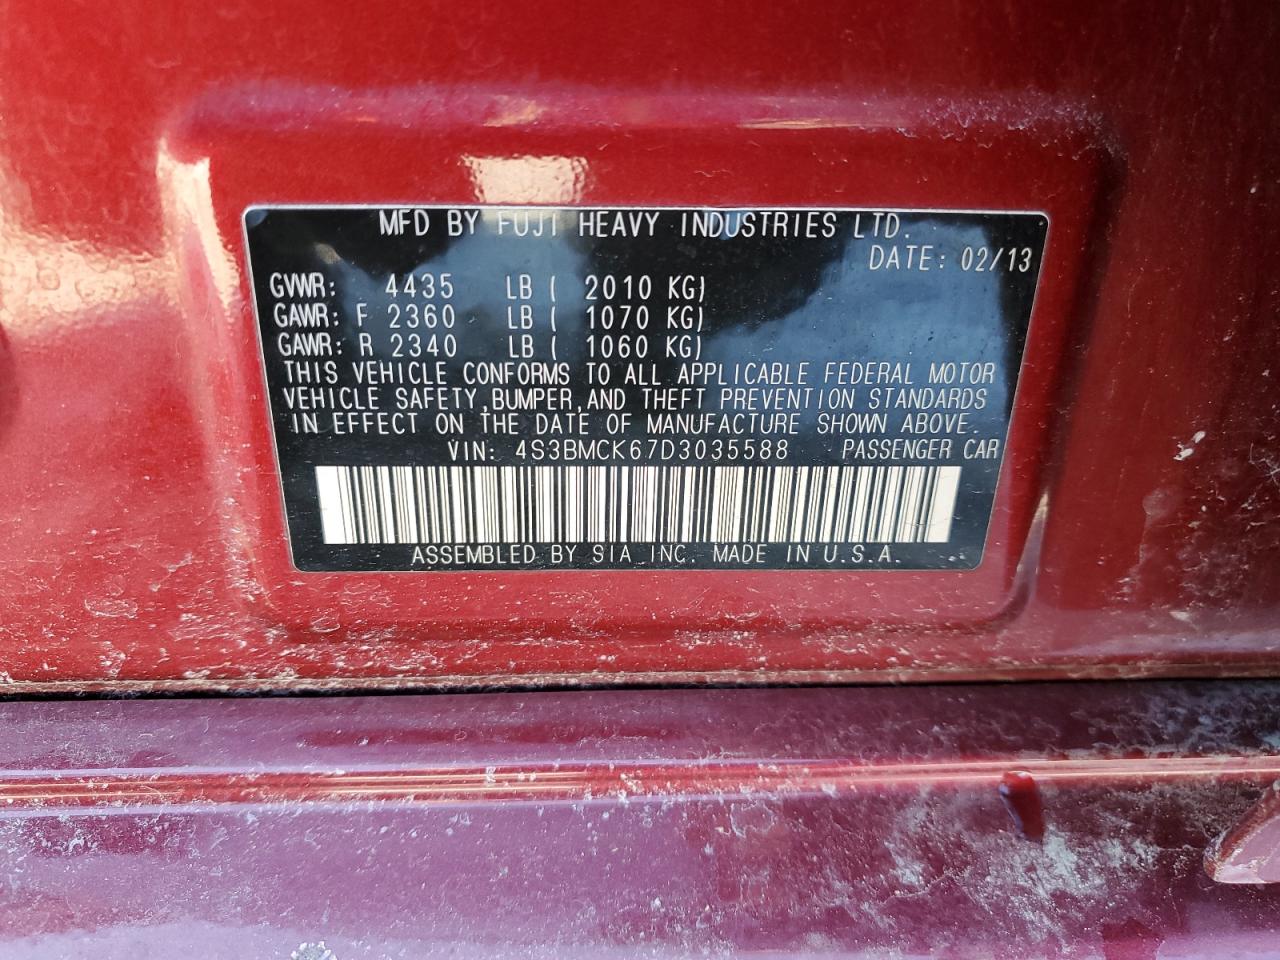 MFD BY FUJI HEAVY INDUSTRIES LTD.
DATE: 02/13
GVWR: 4435 LB ( 2010 KG)
GAWR: F 2360 LB ( 1070 KG)
GAWR: R 2340 LB ( 1060 KG)
THIS VEHICLE CONFORMS TO ALL APPLICABLE FEDERAL MOTOR
VEHICLE SAFETY,BUMPER,AND THEFT PREVENTION STANDARDS
IN EFFECT ON THE DATE OF MANUFACTURE SHOWN ABOVE.
VIN: 4S3BMCK67D3035588 PASSENGER CAR
ASSEMBLED BY SIA INC. MADE IN U.S.A.